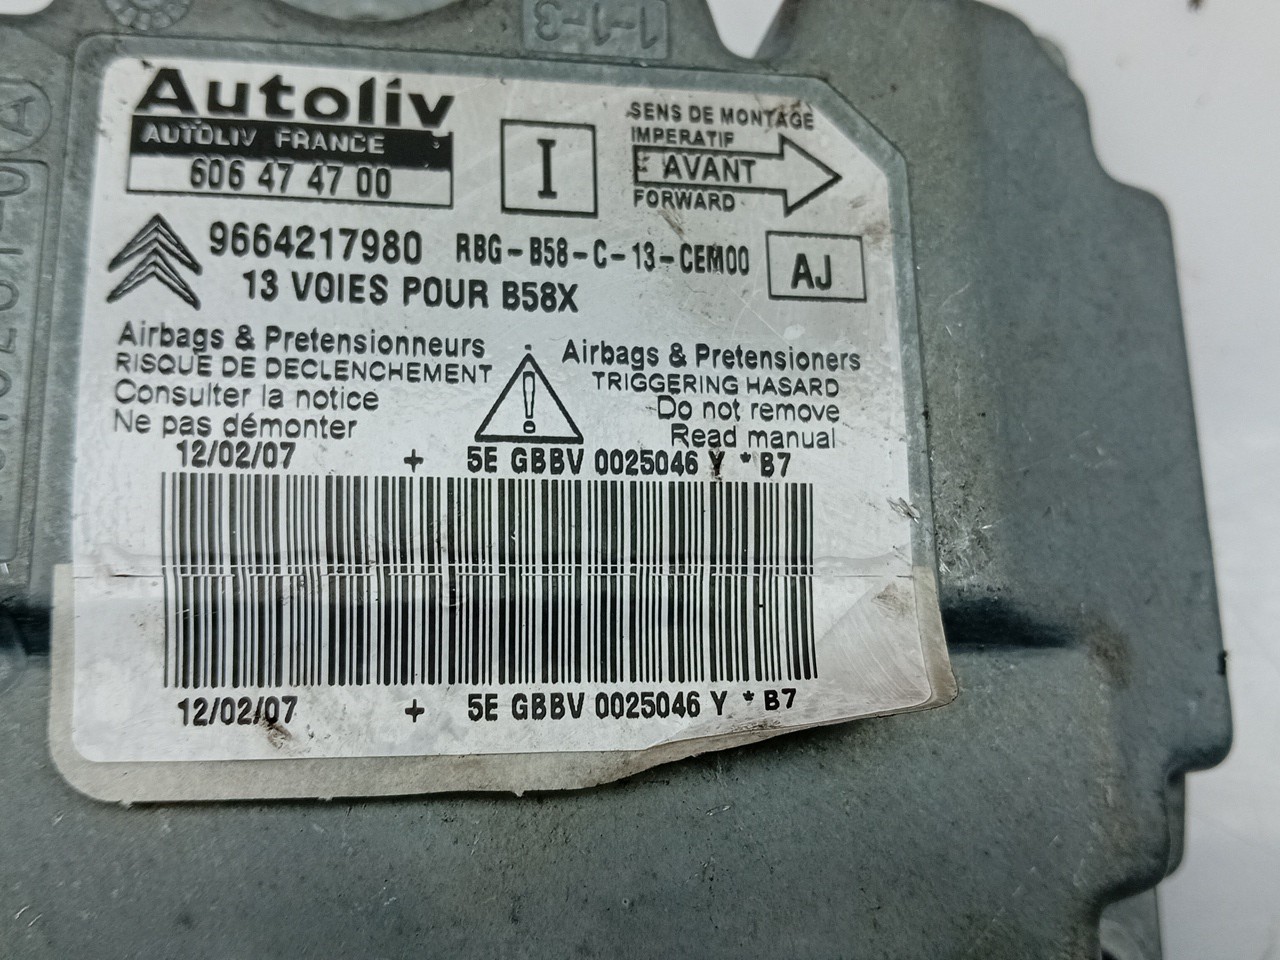 1-1-3
Autoliv
AUTOLIV FRANCE
606 47 47 00
I
SENS DE MONTAGE
IMPERATIF
AVANT
FORWARD
9664217980 RBG-B58-C-13-CEM00
AJ
13 VOIES POUR B58X
Airbags & Pretensionneurs
RISQUE DE DECLENCHEMENT
Consulter la notice
Ne pas démonter
Airbags & Pretensioners
TRIGGERING HASARD
Do not remove
Read manual
12/02/07 + 5E GBBV 0025046 Y * B7
12/02/07 + 5E GBBV 0025046 Y * B7
A